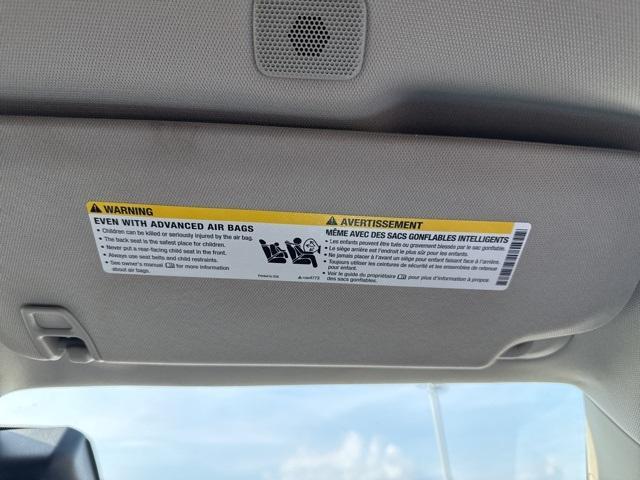 WARNING
EVEN WITH ADVANCED AIR BAGS
• Children can be killed or seriously injured by the air bag.
• The back seat is the safest place for children.
• Never put a rear-facing child seat in the front.
• Always use seat belts and child restraints.
• See owner's manual for more information
about air bags.
AVERTISSEMENT
MÊME AVEC DES SACS GONFLABLES INTELLIGENTS
• Les enfants peuvent être tués ou gravement blessés par le sac gonflable.
• Le siège arrière est l'endroit le plus sûr pour les enfants.
• Ne jamais placer à l'avant un siège pour enfant faisant face à l'arrière.
• Toujours utiliser les ceintures de sécurité et les ensembles de retenue
pour enfant.
• Voir le guide du propriétaire pour plus d'information à propos
des sacs gonflables.